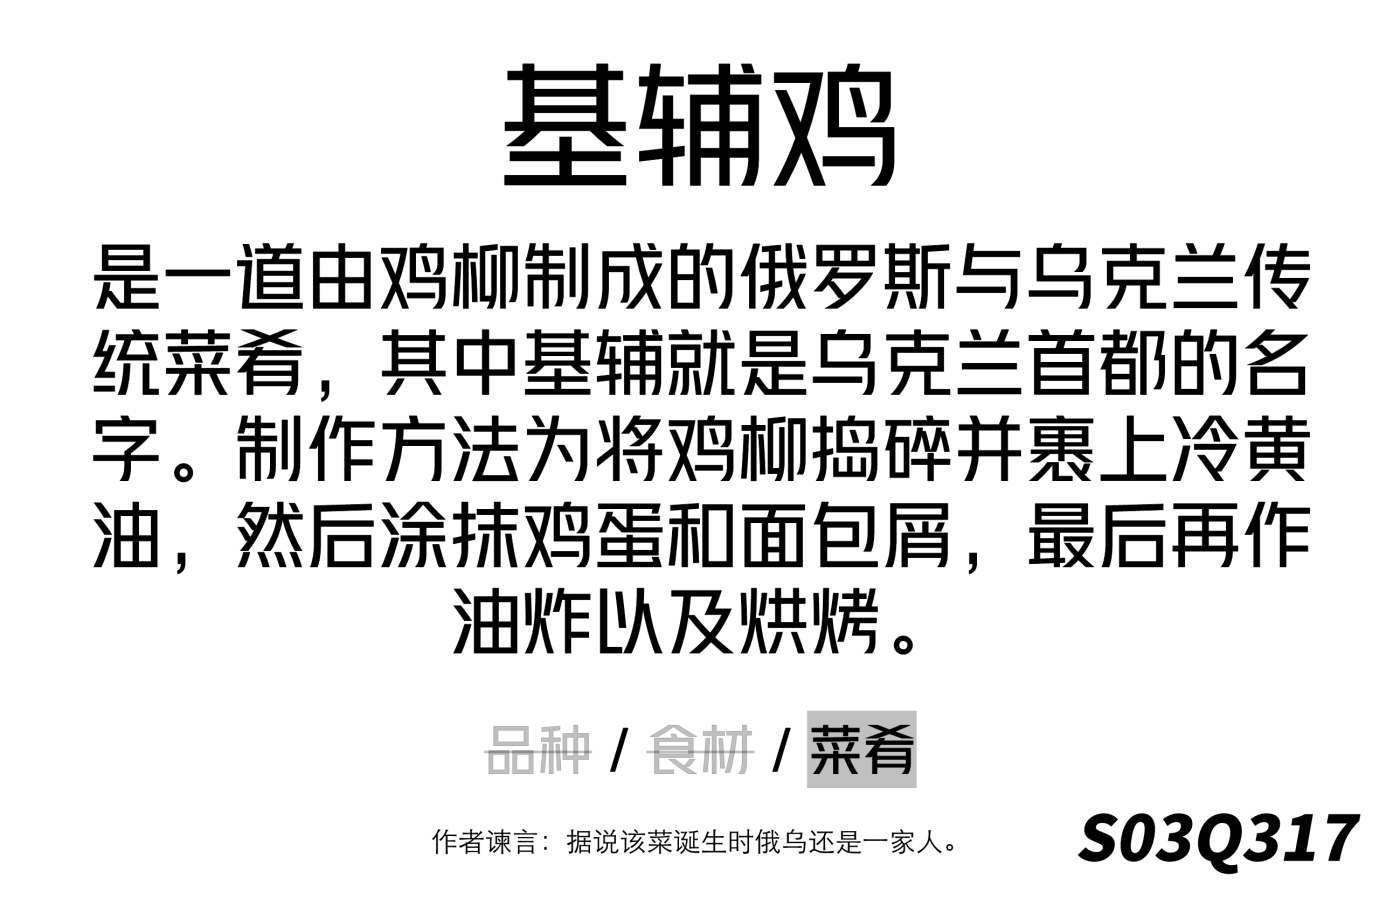 基辅鸡
是一道由鸡柳制成的俄罗斯与乌克兰传
统菜肴，其中基辅就是乌克兰首都的名
字。制作方法为将鸡柳捣碎并裹上冷黄
油，然后涂抹鸡蛋和面包屑，最后再作
油炸以及烘烤。
品种 / 食材 / 菜肴
作者谏言：据说该菜诞生时俄乌还是一家人。
S03Q317